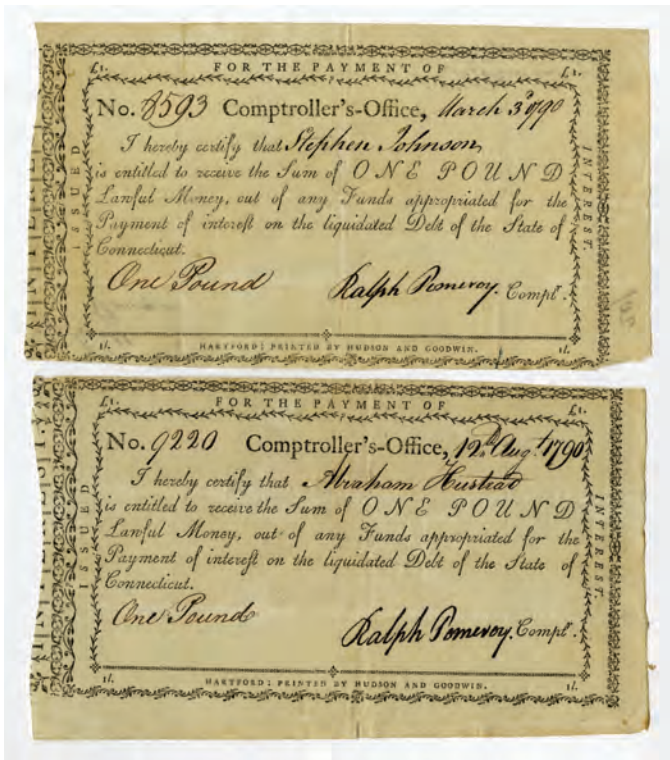 £1. FOR THE PAYMENT OF £1.
No. 8593 Comptroller's-Office, March 3d 1790
I hereby certify that Stephen Johnson
is entitled to receive the Sum of ONE POUND
Lawful Money, out of any Funds appropriated for the
Payment of interest on the liquidated Debt of the State of
Connecticut.
One Pound Ralph Pomeroy. Compt.r
1l. HARTFORD: PRINTED BY HUDSON AND GOODWIN. 1l.
ISSUED
INTEREST.
£1. FOR THE PAYMENT OF £1.
No. 9220 Comptroller's-Office, 12th Augt. 1790
I hereby certify that Abraham Hustead
is entitled to receive the Sum of ONE POUND
Lawful Money, out of any Funds appropriated for the
Payment of interest on the liquidated Debt of the State of
Connecticut.
One Pound Ralph Pomeroy. Compt.r
1l. HARTFORD: PRINTED BY HUDSON AND GOODWIN. 1l.
ISSUED
INTEREST.